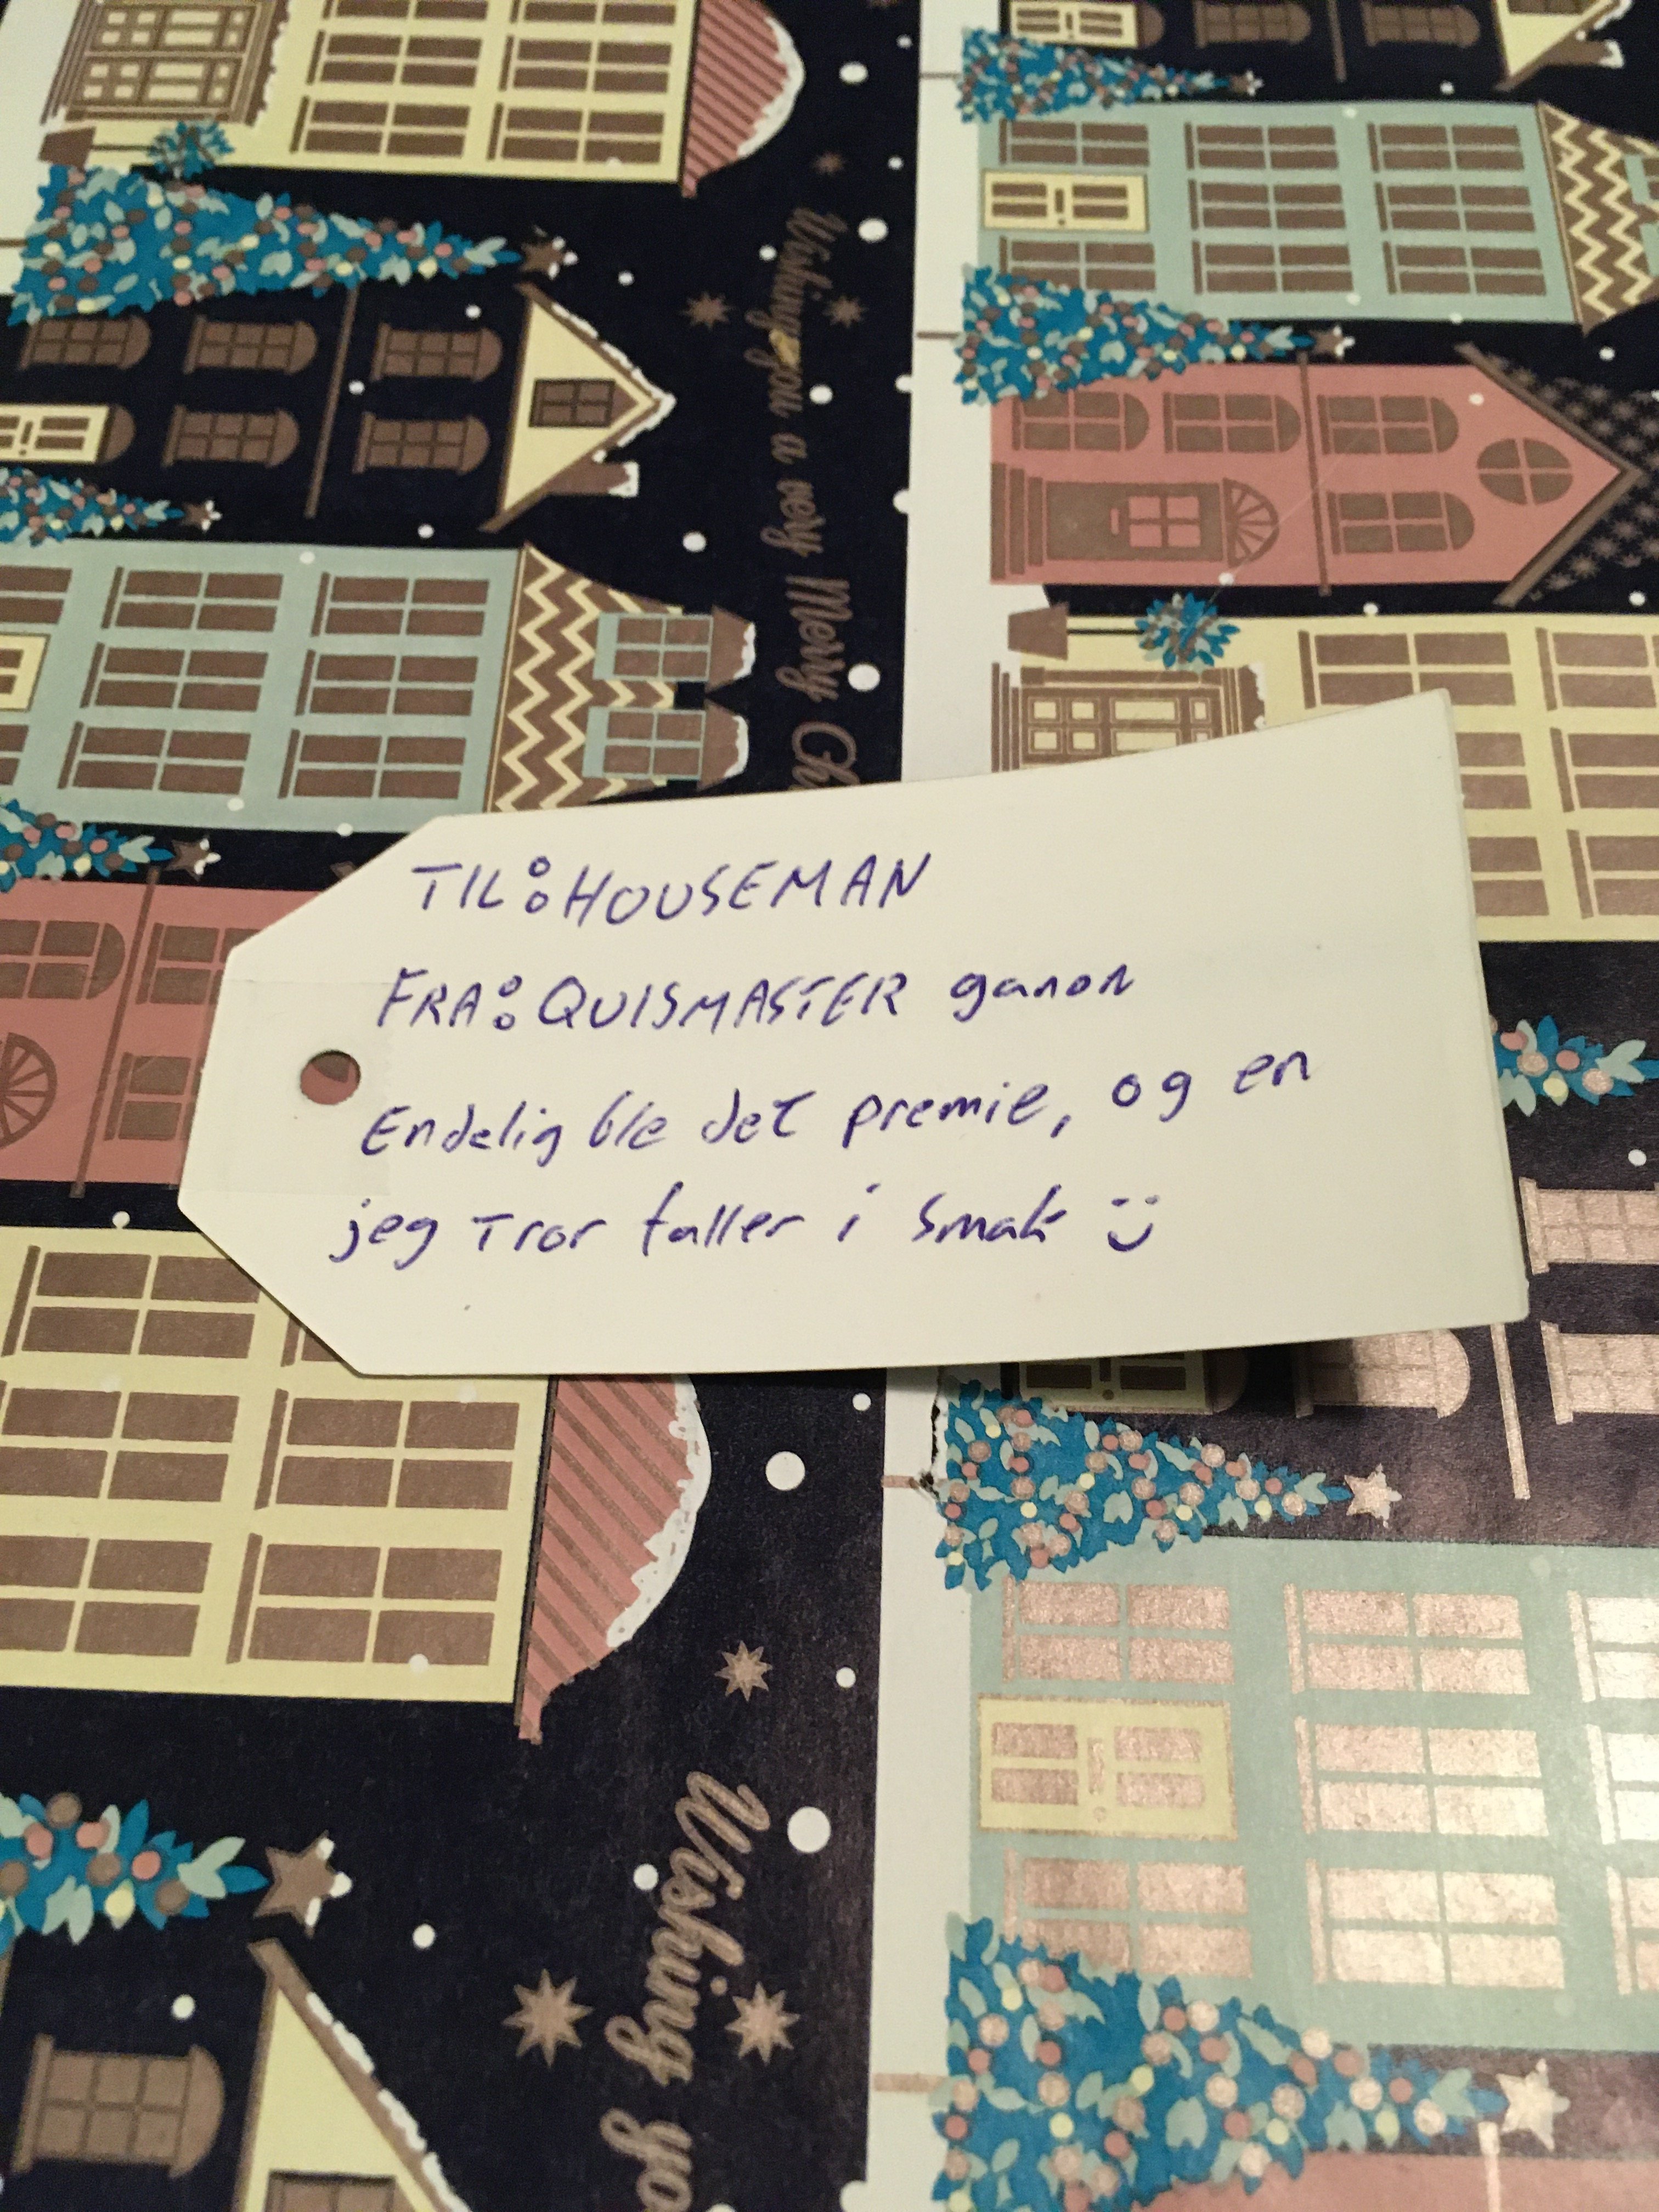 TIL: HOUSEMAN
FRA: QUISMASTER ganon
Endelig ble det premie, og en
jeg tror faller i smak :)
Wishing you a very Merry Ch
Wishing yo